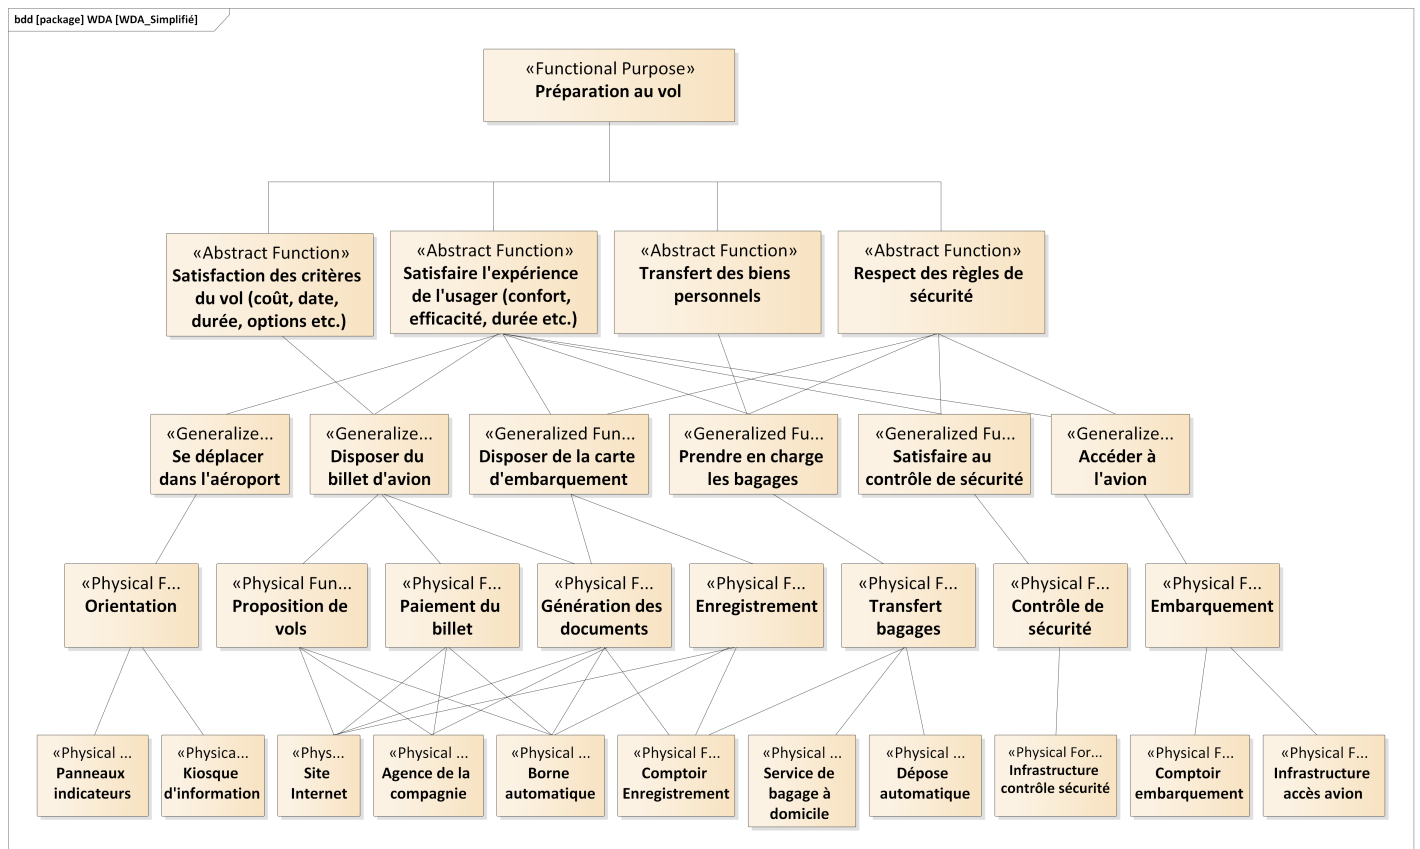 bdd [package] WDA [WDA_Simplifié]
«Functional Purpose»
Préparation au vol
«Abstract Function»
Satisfaction des critères
du vol (coût, date,
durée, options etc.)
«Abstract Function»
Satisfaire l'expérience
de l'usager (confort,
efficacité, durée etc.)
«Abstract Function»
Transfert des biens
personnels
«Abstract Function»
Respect des règles de
sécurité
«Generalize...
Se déplacer
dans l'aéroport
«Generalize...
Disposer du
billet d'avion
«Generalized Fun...
Disposer de la carte
d'embarquement
«Generalized Fu...
Prendre en charge
les bagages
«Generalized Fu...
Satisfaire au
contrôle de sécurité
«Generalize...
Accéder à
l'avion
«Physical F...
Orientation
«Physical Fun...
Proposition de
vols
«Physical F...
Paiement du
billet
«Physical F...
Génération des
documents
«Physical F...
Enregistrement
«Physical F...
Transfert
bagages
«Physical F...
Contrôle de
sécurité
«Physical F...
Embarquement
«Physical ...
Panneaux
indicateurs
«Physica...
Kiosque
d'information
«Phys...
Site
Internet
«Physical ...
Agence de la
compagnie
«Physical ...
Borne
automatique
«Physical F...
Comptoir
Enregistrement
«Physical ...
Service de
bagage à
domicile
«Physical ...
Dépose
automatique
«Physical For...
Infrastructure
contrôle sécurité
«Physical F...
Comptoir
embarquement
«Physical F...
Infrastructure
accès avion